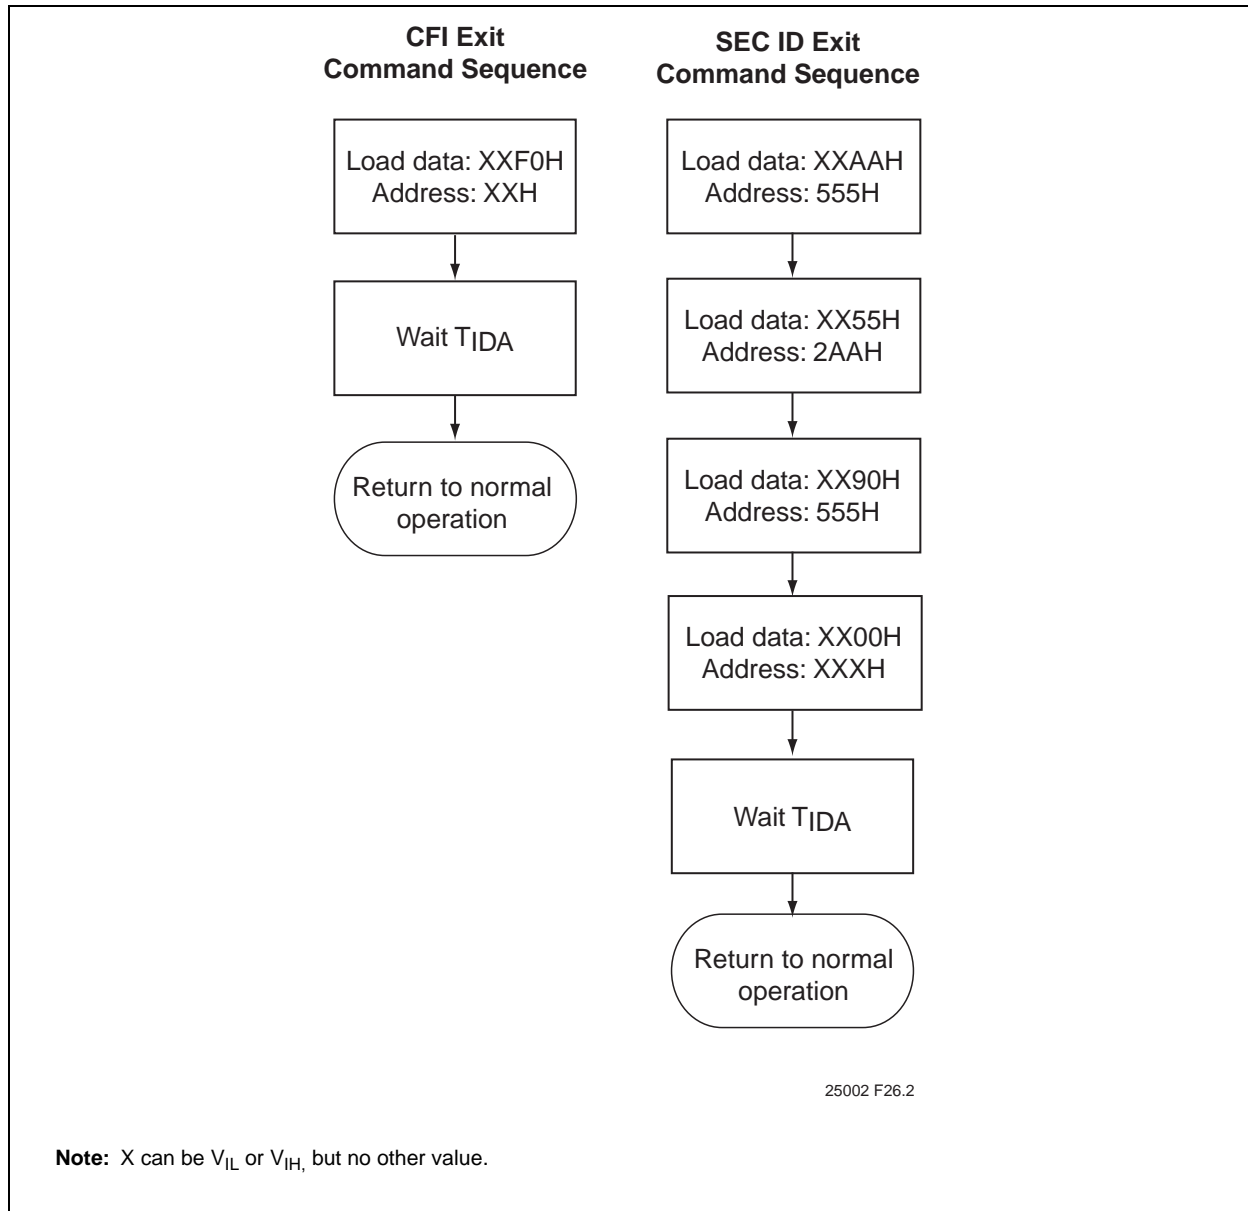 CFI Exit
Command Sequence
Load data: XXF0H
Address: XXH
Wait TIDA
Return to normal
operation
SEC ID Exit
Command Sequence
Load data: XXAAH
Address: 555H
Load data: XX55H
Address: 2AAH
Load data: XX90H
Address: 555H
Load data: XX00H
Address: XXXH
Wait TIDA
Return to normal
operation
25002 F26.2
Note: X can be VIL or VIH, but no other value.